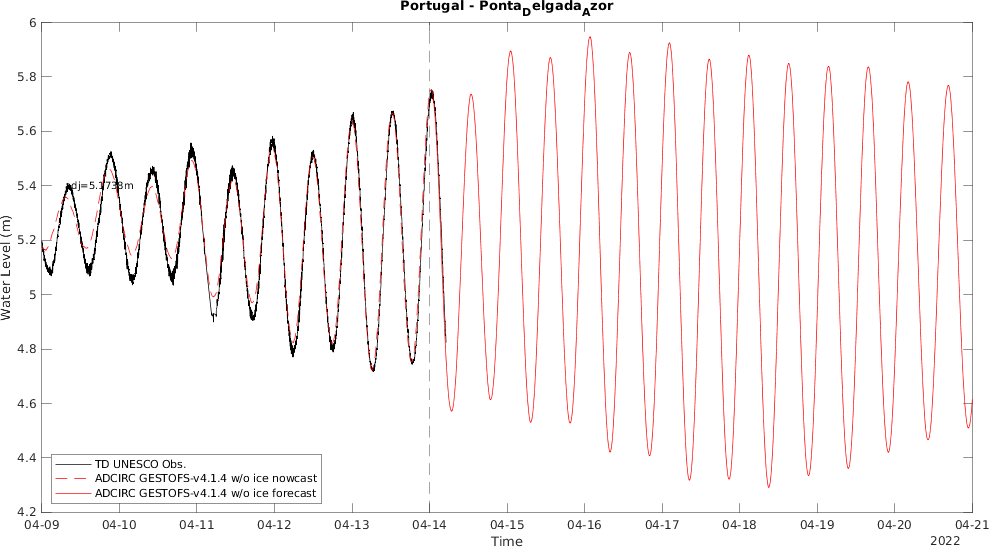 Portugal - PontaDelgadaAzor
Water Level (m)
6
5.8
5.6
5.4
5.2
5
4.8
4.6
4.4
4.2
adj=5.1733m
TD UNESCO Obs.
ADCIRC GESTOFS-v4.1.4 w/o ice nowcast
ADCIRC GESTOFS-v4.1.4 w/o ice forecast
04-09 04-10 04-11 04-12 04-13 04-14 04-15 04-16 04-17 04-18 04-19 04-20 04-21
Time
2022